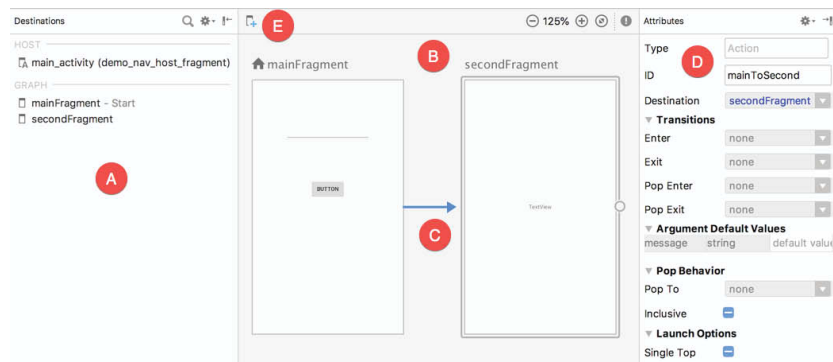 Destinations
HOST
main_activity (demo_nav_host_fragment)
GRAPH
mainFragment - Start
secondFragment
A
E
125%
B
mainFragment
secondFragment
BUTTON
TextView
C
Attributes
D
Type Action
ID mainToSecond
Destination secondFragment
Transitions
Enter none
Exit none
Pop Enter none
Pop Exit none
Argument Default Values
message string default value
Pop Behavior
Pop To none
Inclusive
Launch Options
Single Top